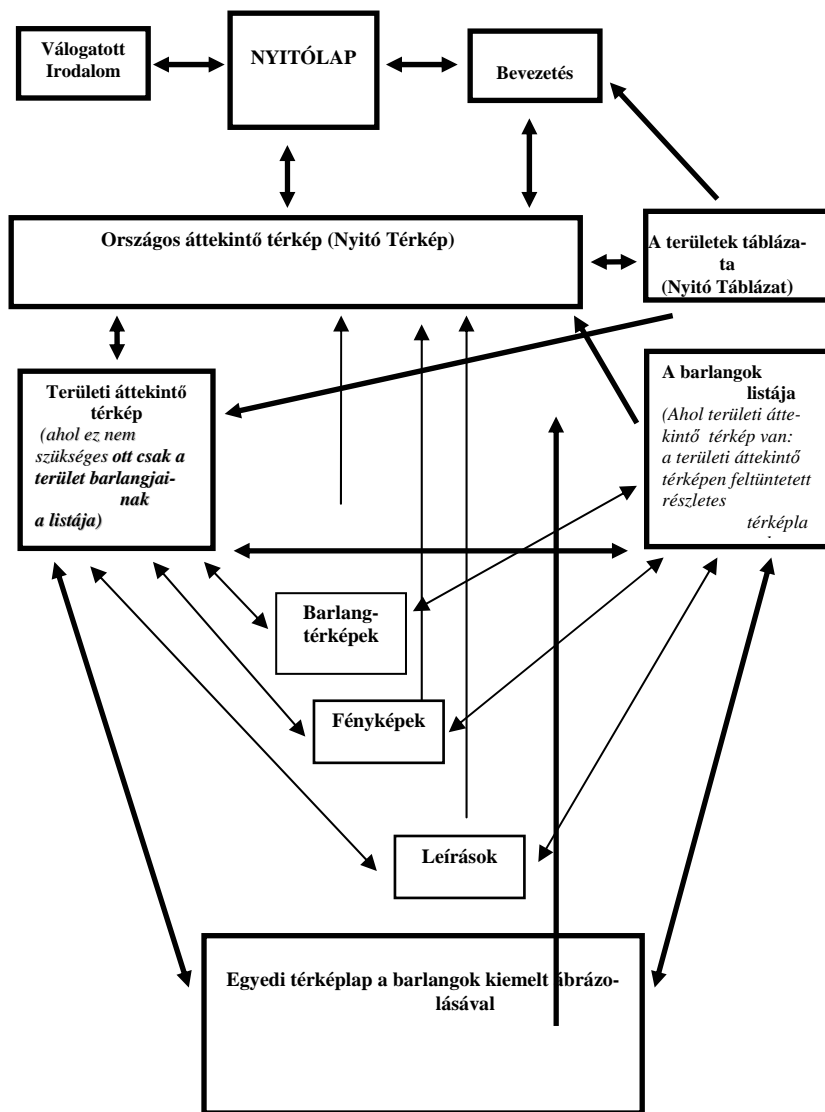 Válogatott
Irodalom
NYITÓLAP
Bevezetés
Országos áttekintő térkép (Nyitó Térkép)
A területek tábláza-
ta
(Nyitó Táblázat)
Területi áttekintő
térkép
(ahol ez nem
szükséges ott csak a
terület barlangjai-
nak
a listája)
A barlangok
listája
(Ahol területi átte-
kintő térkép van:
a területi áttekintő
térképen feltüntetett
részletes
térképla
Barlang-
térképek
Fényképek
Leírások
Egyedi térképlap a barlangok kiemelt ábrázo-
lásával